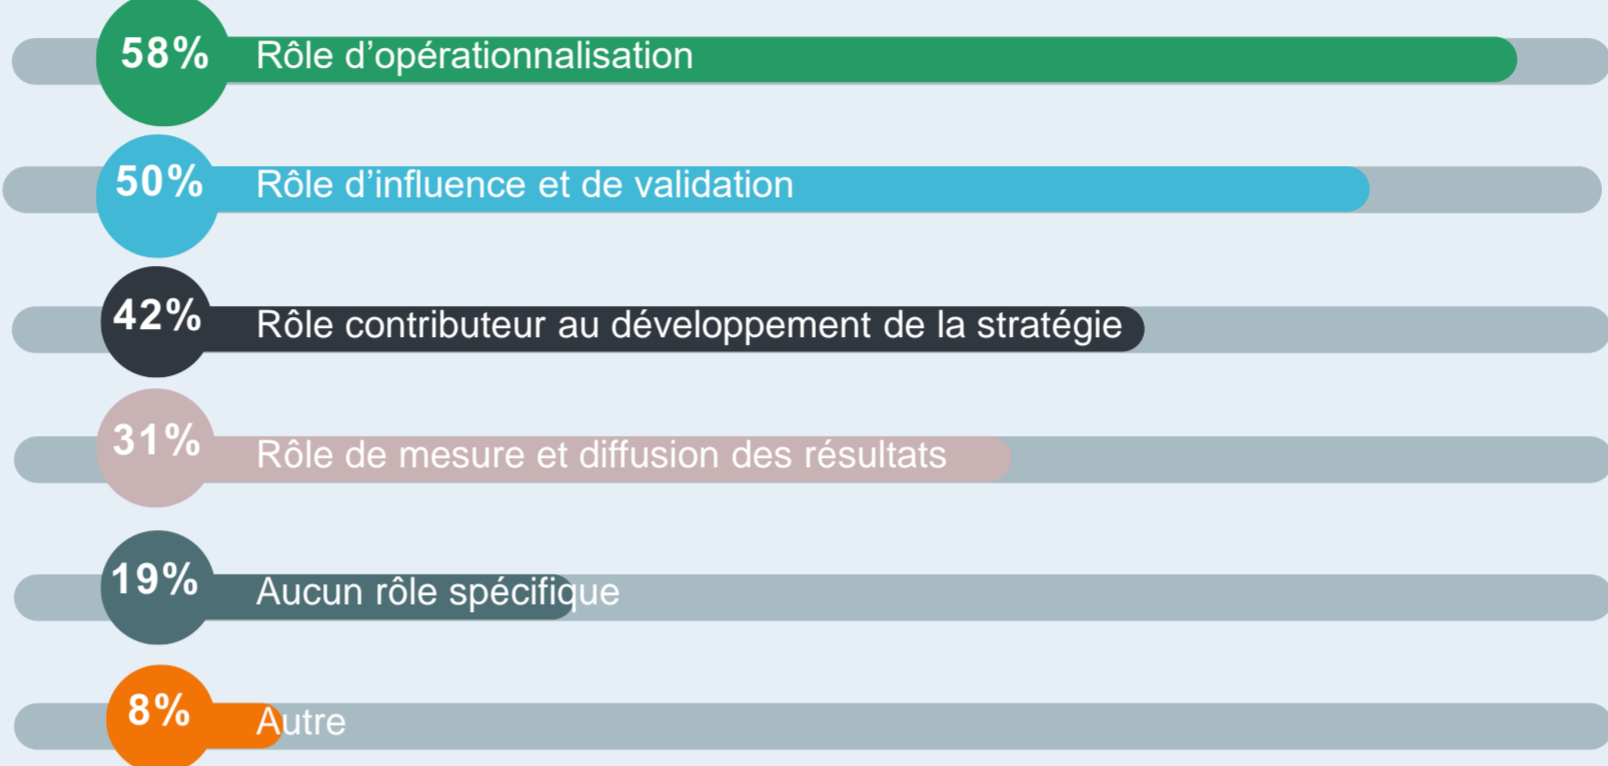 58% Rôle d’opérationnalisation
50% Rôle d’influence et de validation
42% Rôle contributeur au développement de la stratégie
31% Rôle de mesure et diffusion des résultats
19% Aucun rôle spécifique
8% Autre